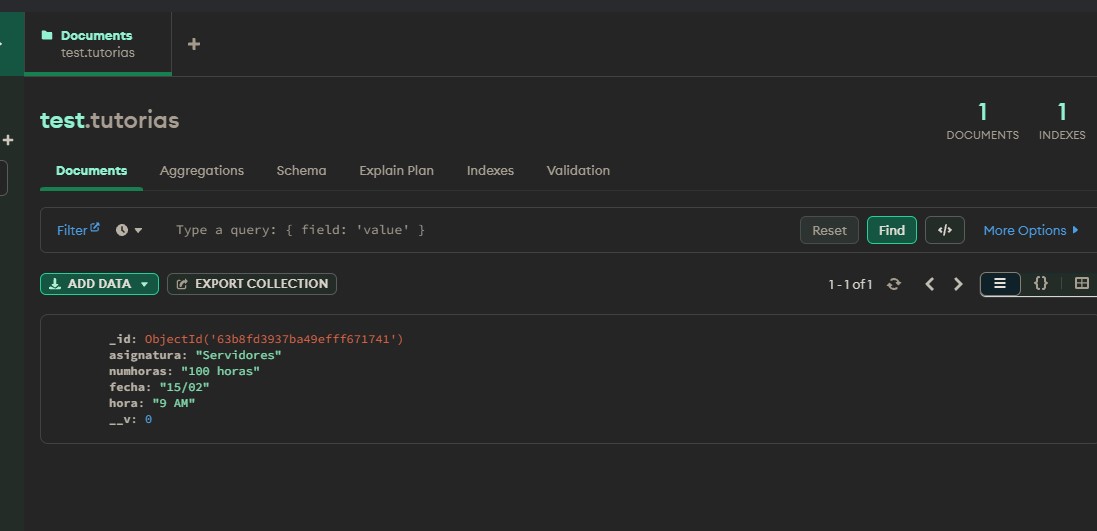 Documents
test.tutorias
test.tutorias
1 1
DOCUMENTS INDEXES
Documents Aggregations Schema Explain Plan Indexes Validation
Filter Type a query: { field: 'value' } Reset Find </> More Options
ADD DATA EXPORT COLLECTION 1 - 1 of 1 {}
_id: ObjectId('63b8fd3937ba49efff671741')
asignatura: "Servidores"
numhoras: "100 horas"
fecha: "15/02"
hora: "9 AM"
__v: 0